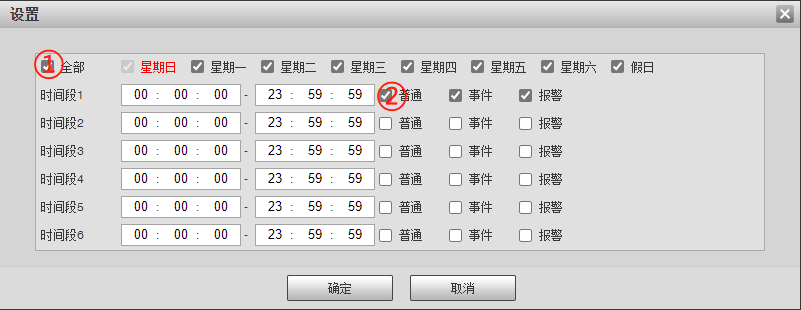 设置
① 全部 星期日 星期一 星期二 星期三 星期四 星期五 星期六 假日
时间段1 00 : 00 : 00 - 23 : 59 : 59 ② 普通 事件 报警
时间段2 00 : 00 : 00 - 23 : 59 : 59 普通 事件 报警
时间段3 00 : 00 : 00 - 23 : 59 : 59 普通 事件 报警
时间段4 00 : 00 : 00 - 23 : 59 : 59 普通 事件 报警
时间段5 00 : 00 : 00 - 23 : 59 : 59 普通 事件 报警
时间段6 00 : 00 : 00 - 23 : 59 : 59 普通 事件 报警
确定 取消